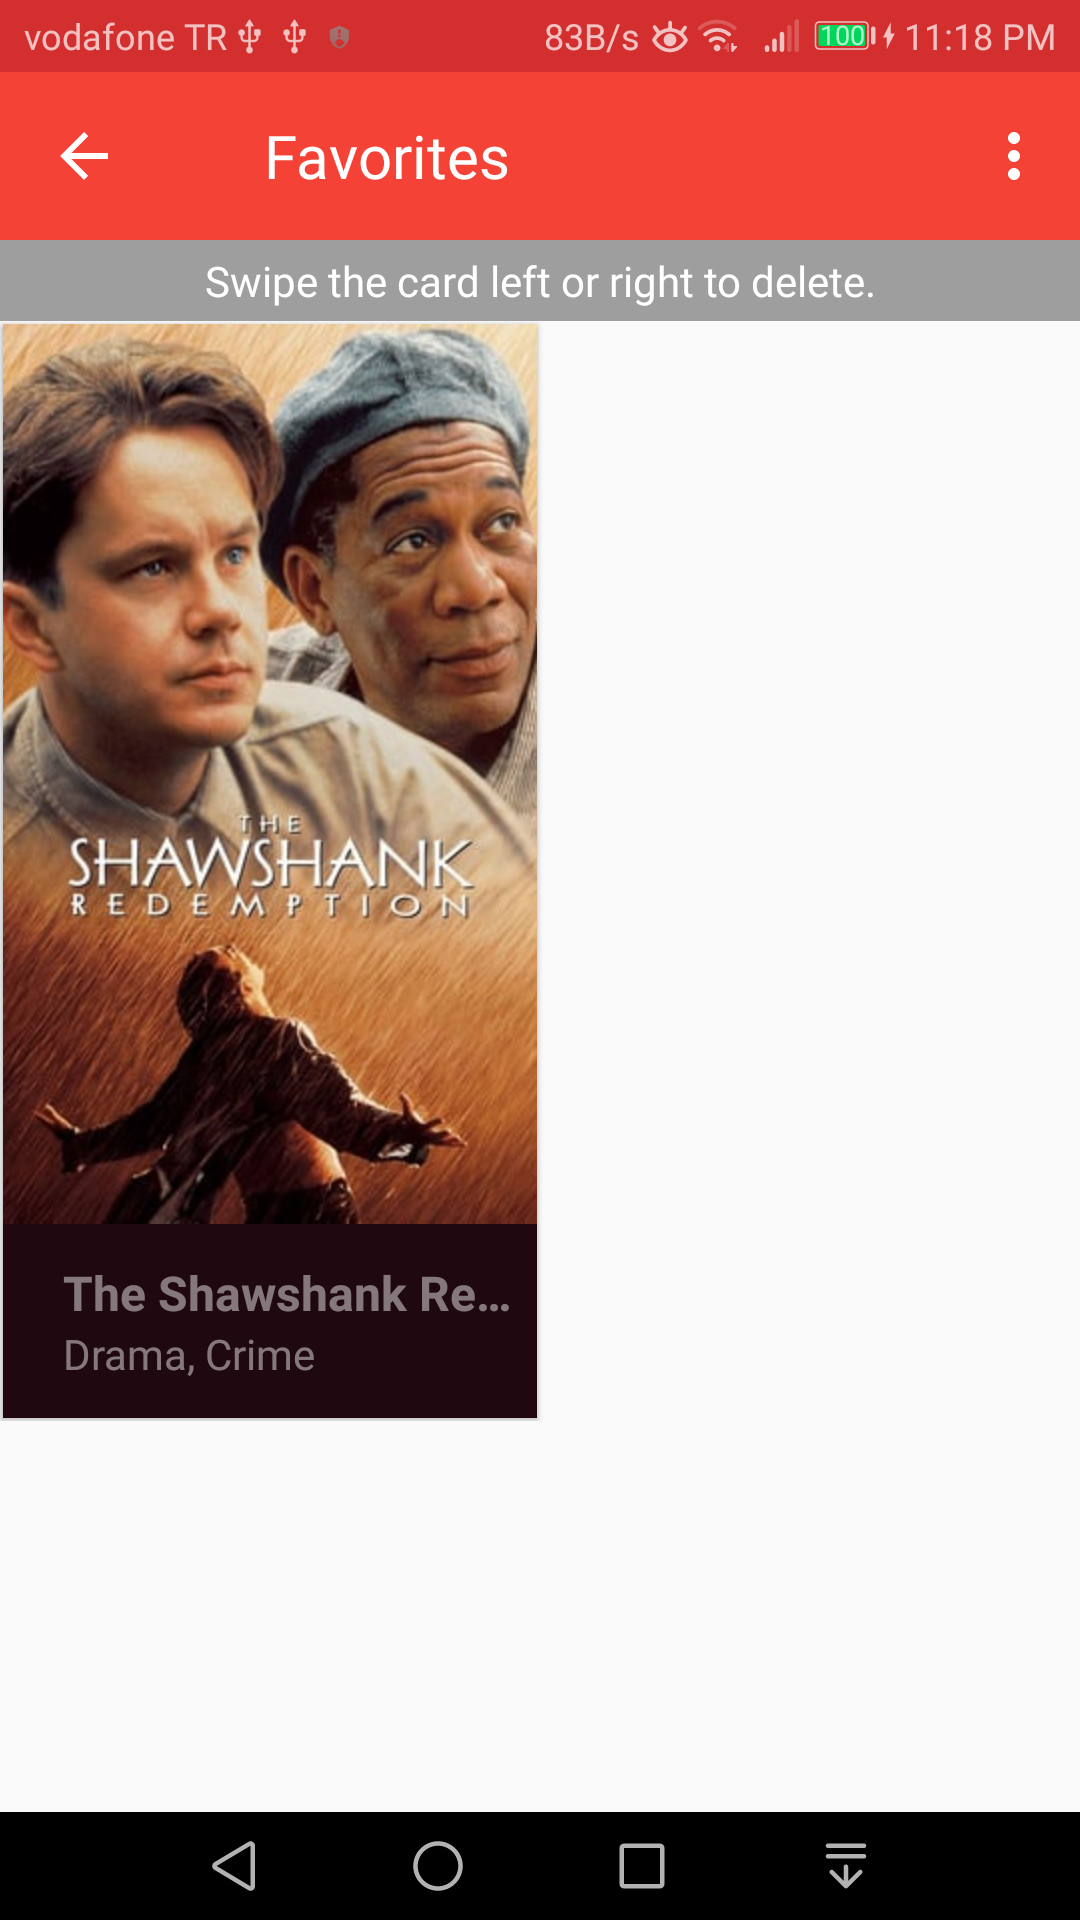 vodafone TR 83B/s 100 11:18 PM
Favorites
Swipe the card left or right to delete.
THE
SHAWSHANK
REDEMPTION
The Shawshank Re...
Drama, Crime